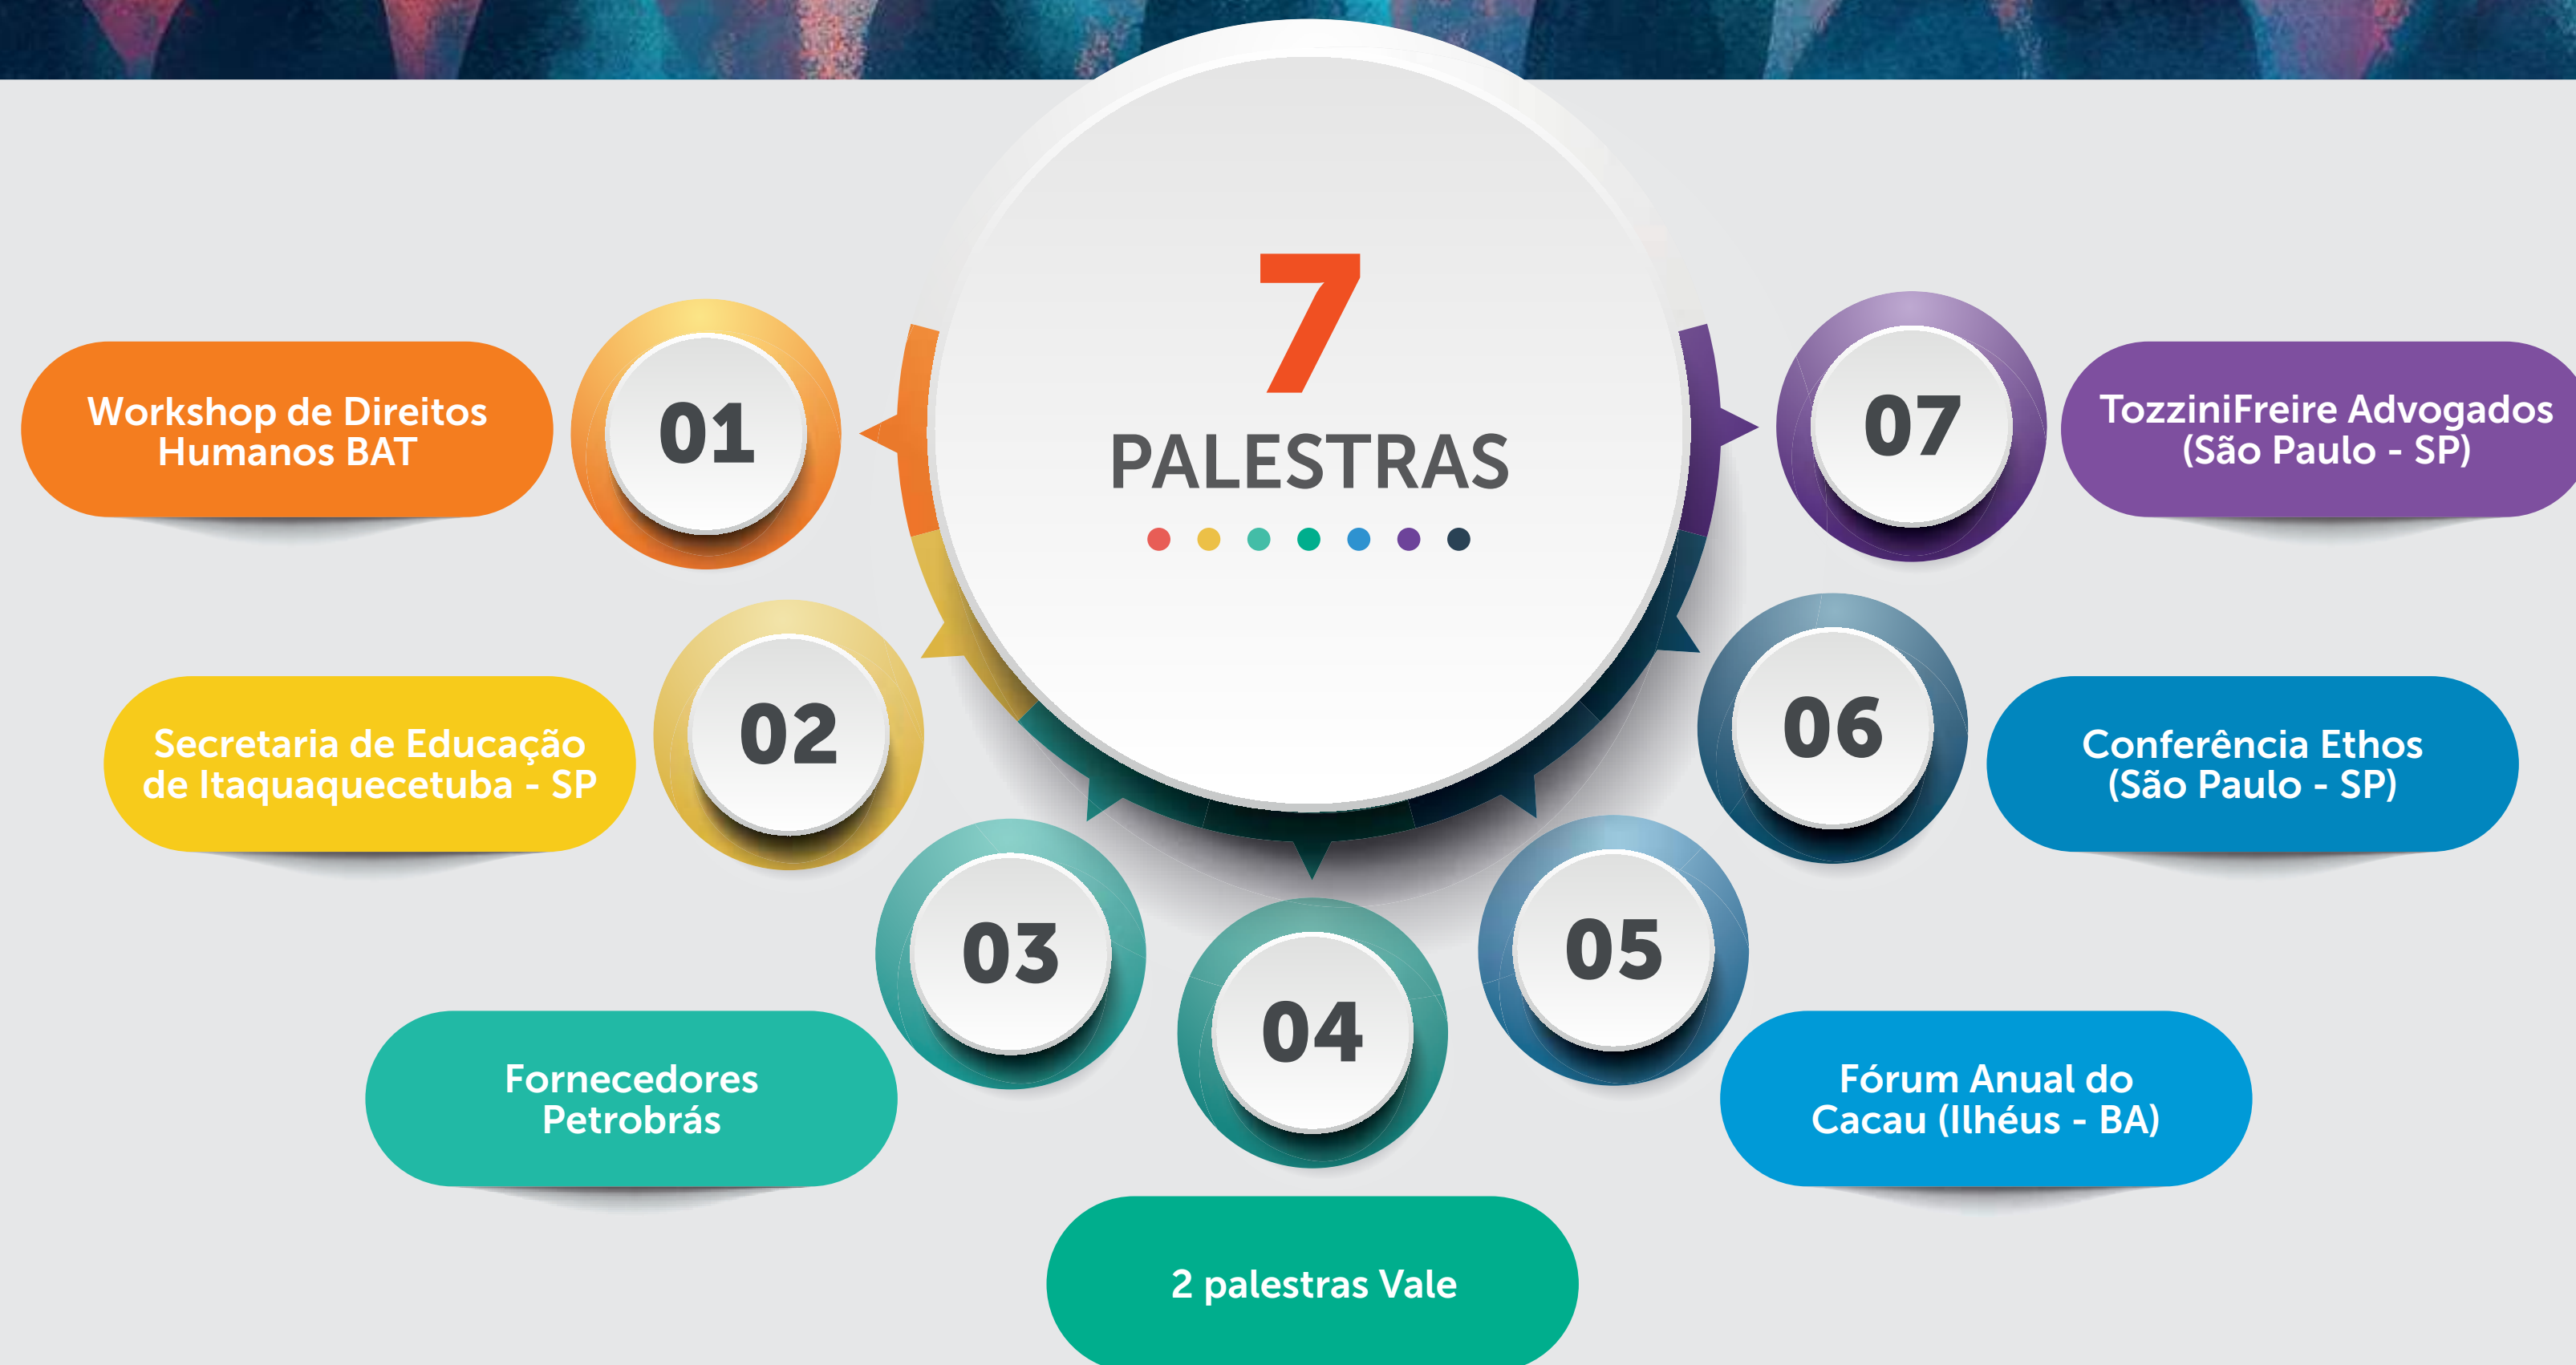 7
PALESTRAS
01
Workshop de Direitos
Humanos BAT
02
Secretaria de Educação
de Itaquaquecetuba - SP
03
Fornecedores
Petrobrás
04
2 palestras Vale
05
Fórum Anual do
Cacau (Ilhéus - BA)
06
Conferência Ethos
(São Paulo - SP)
07
TozziniFreire Advogados
(São Paulo - SP)